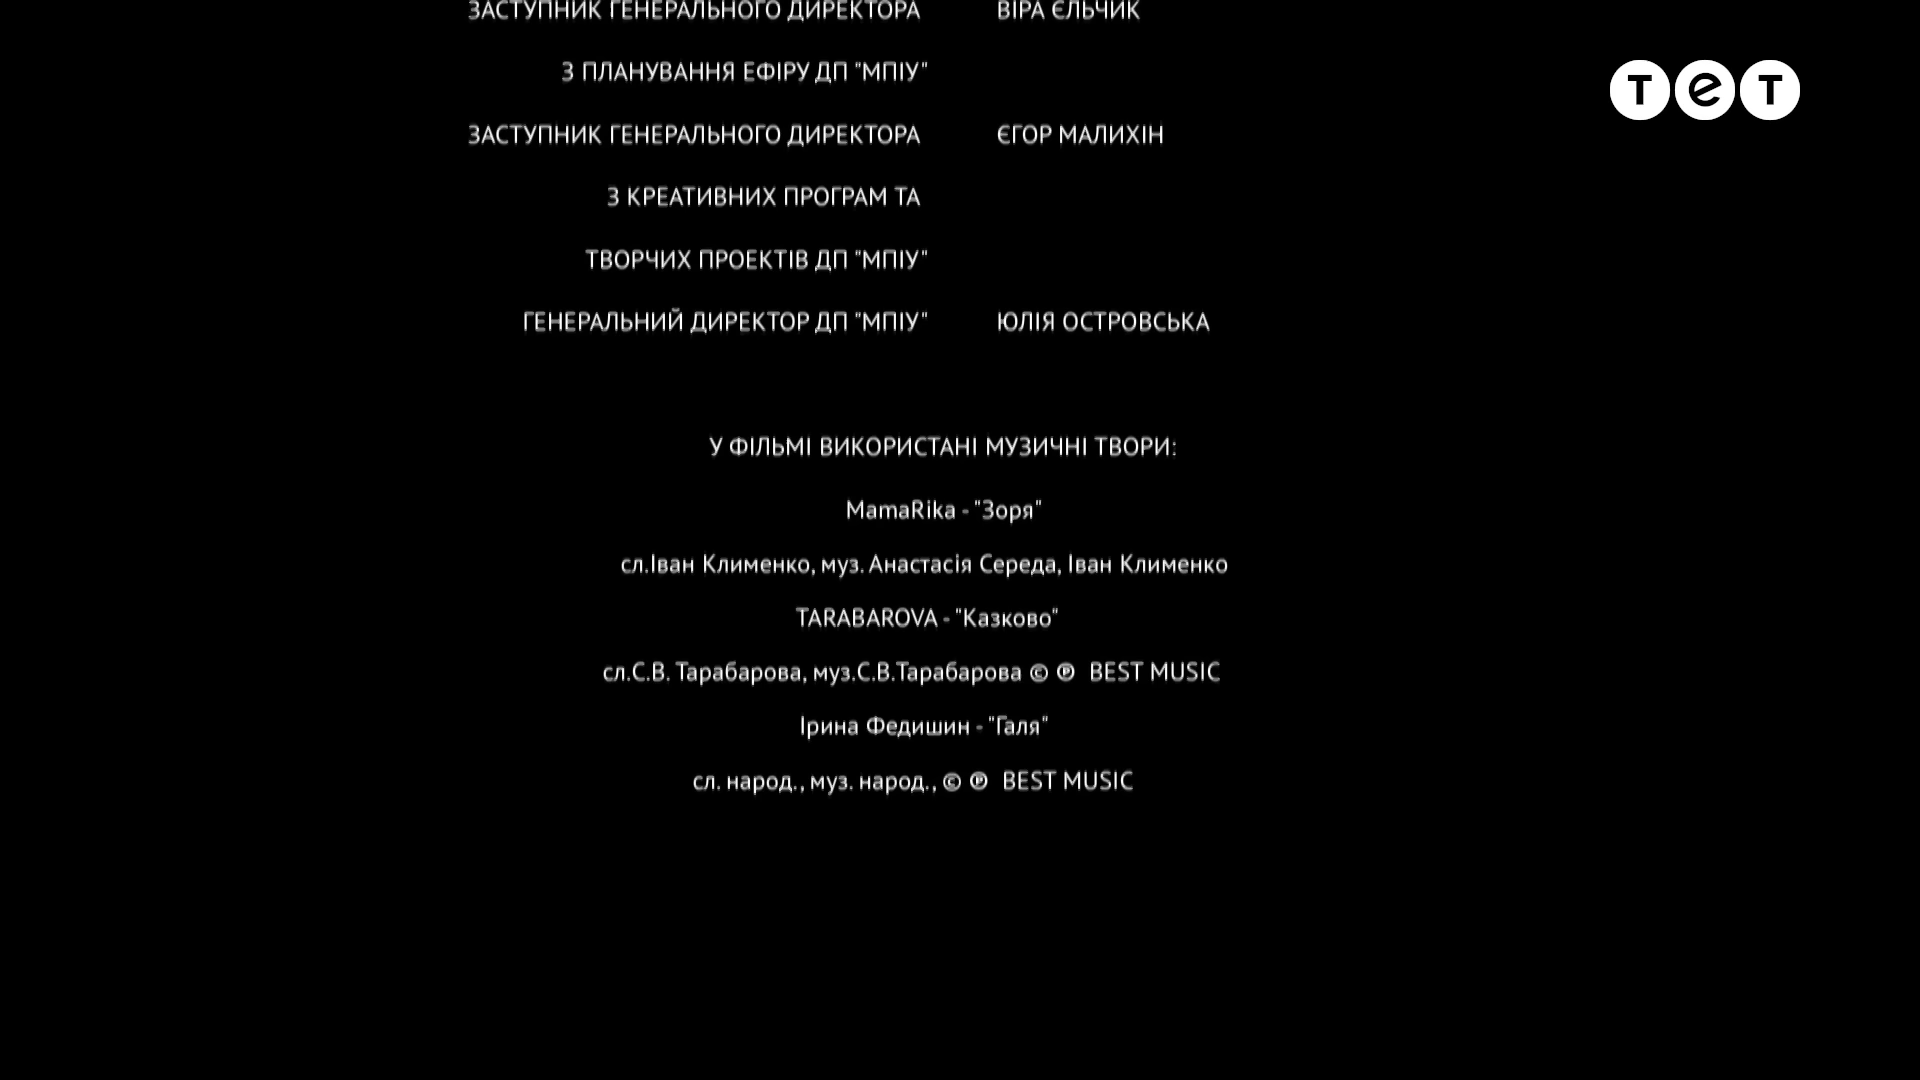 ЗАСТУПНИК ГЕНЕРАЛЬНОГО ДИРЕКТОРА ВІРА ЄЛЬЧИК
тет
З ПЛАНУВАННЯ ЕФІРУ ДП "МПІУ"
ЗАСТУПНИК ГЕНЕРАЛЬНОГО ДИРЕКТОРА ЄГОР МАЛИХІН
З КРЕАТИВНИХ ПРОГРАМ ТА
ТВОРЧИХ ПРОЕКТІВ ДП "МПІУ"
ГЕНЕРАЛЬНИЙ ДИРЕКТОР ДП "МПІУ" ЮЛІЯ ОСТРОВСЬКА
У ФІЛЬМІ ВИКОРИСТАНІ МУЗИЧНІ ТВОРИ:
MamaRika - "Зоря"
сл.Іван Клименко, муз. Анастасія Середа, Іван Клименко
TARABAROVA - "Казково"
сл.С.В. Тарабарова, муз.С.В.Тарабарова © ℗ BEST MUSIC
Ірина Федишин - "Галя"
сл. народ., муз. народ., © ℗ BEST MUSIC